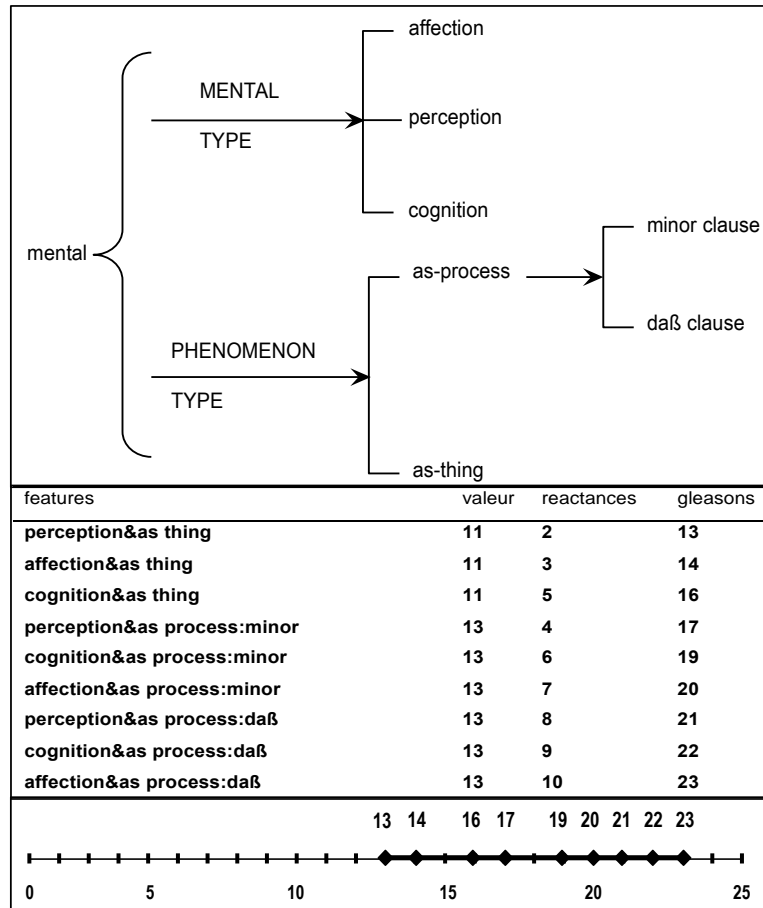 affection
MENTAL
perception
TYPE
cognition
minor clause
mental
as-process
daß clause
PHENOMENON
TYPE
as-thing
features valeur reactances gleasons
perception&as thing 11 2 13
affection&as thing 11 3 14
cognition&as thing 11 5 16
perception&as process:minor 13 4 17
cognition&as process:minor 13 6 19
affection&as process:minor 13 7 20
perception&as process:daß 13 8 21
cognition&as process:daß 13 9 22
affection&as process:daß 13 10 23
13 14 16 17 19 20 21 22 23
0 5 10 15 20 25